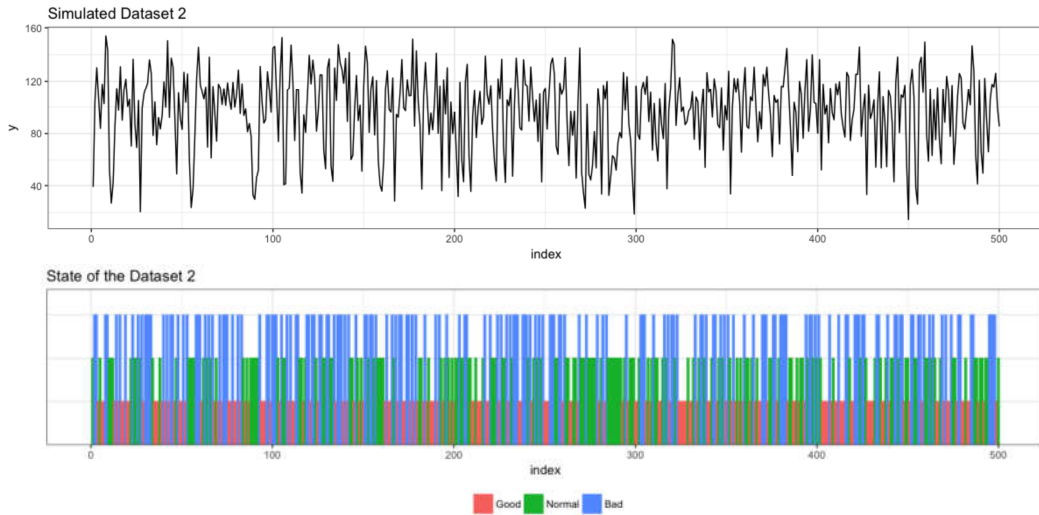 Simulated Dataset 2
160
120
80
40
y
0 100 200 300 400 500
index
State of the Dataset 2
0 100 200 300 400 500
index
Good Normal Bad